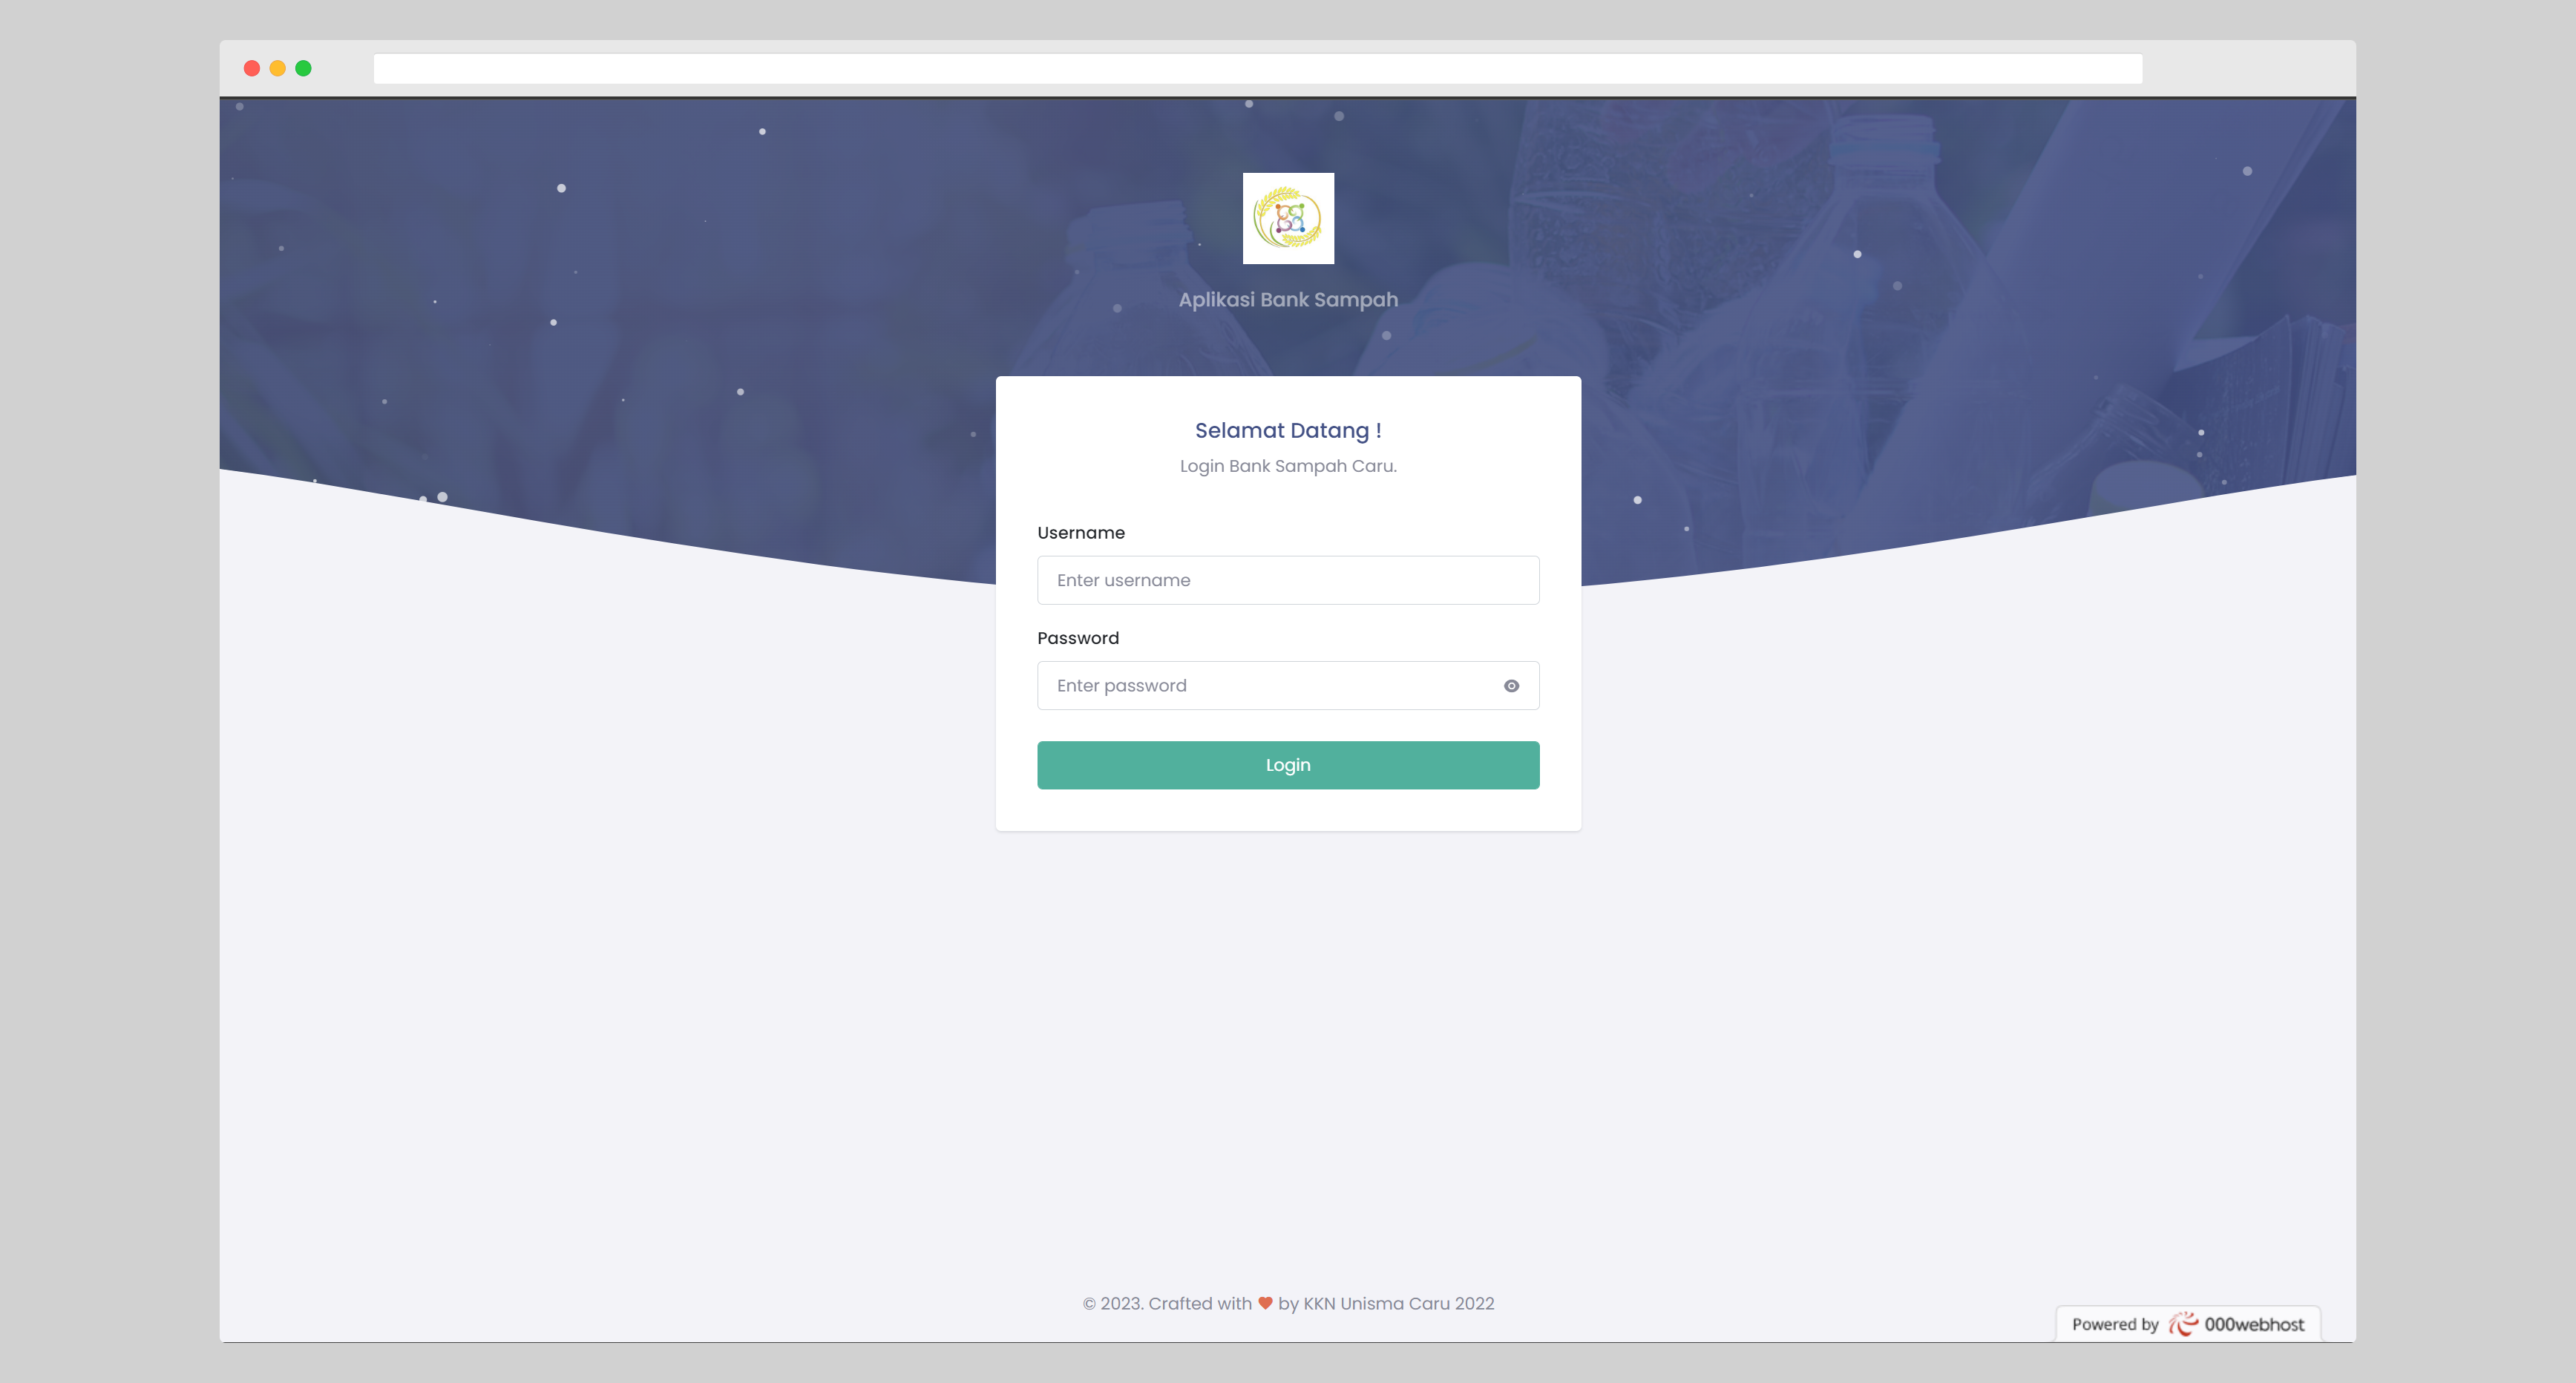 Aplikasi Bank Sampah
Selamat Datang !
Login Bank Sampah Caru.
Username
Enter username
Password
Enter password
Login
© 2023. Crafted with ❤ by KKN Unisma Caru 2022
Powered by 000webhost